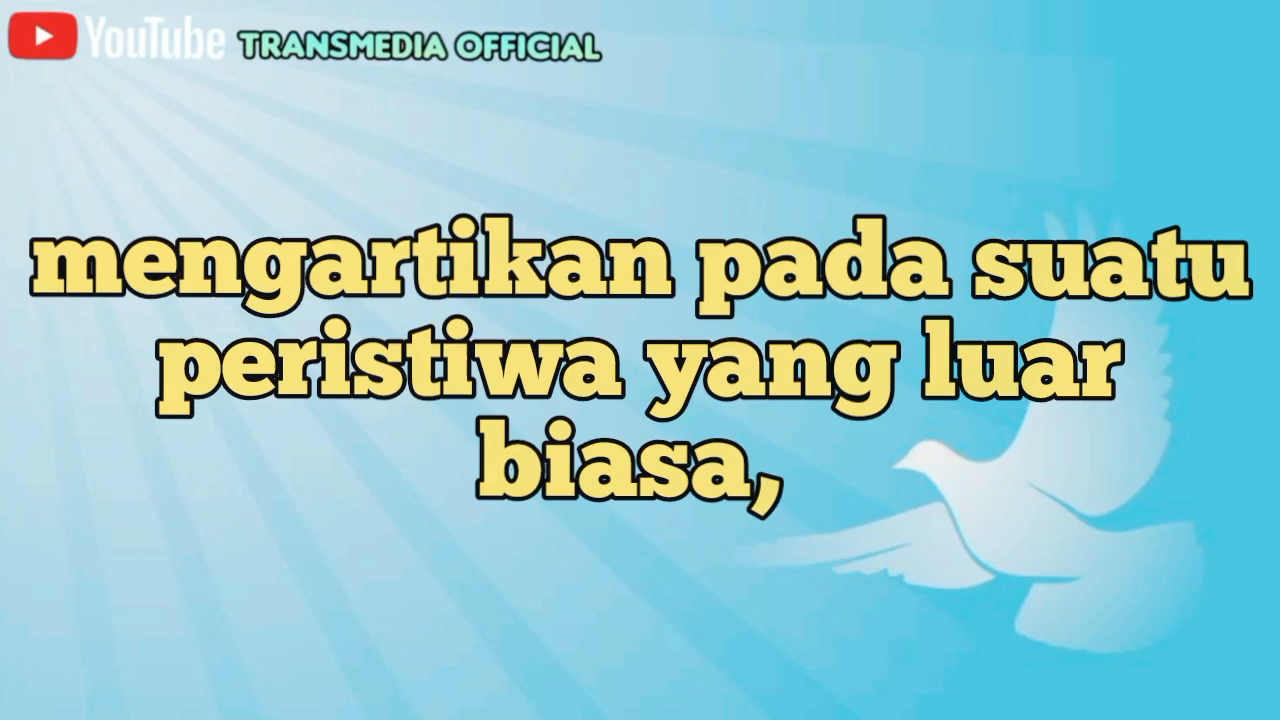 YouTube TRANSMEDIA OFFICIAL
mengartikan pada suatu
peristiwa yang luar
biasa,